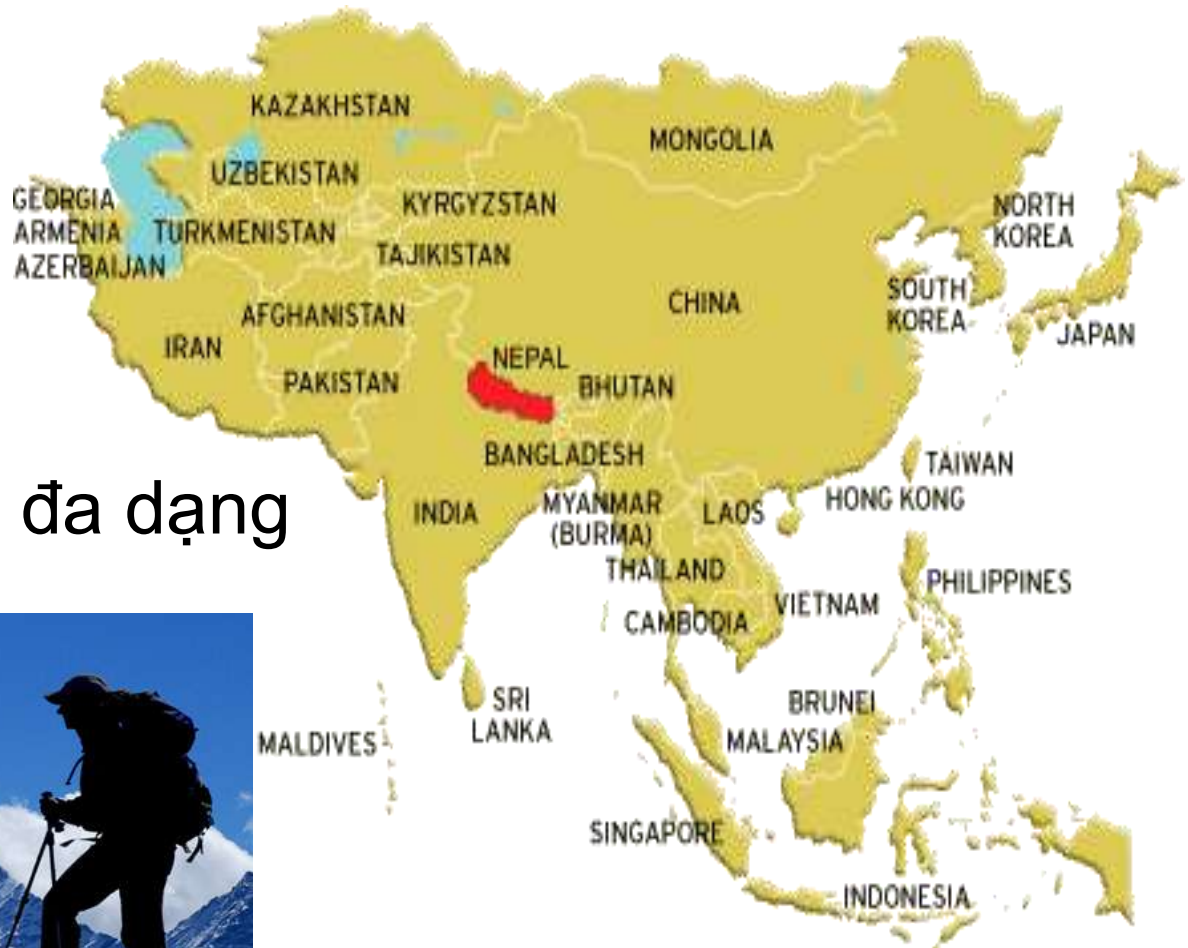 KAZAKHSTAN
MONGOLIA
UZBEKISTAN
GEORGIA
KYRGYZSTAN
NORTH
KOREA
ARMENIA
TURKMENISTAN
TAJIKISTAN
AZERBAIJAN
CHINA
SOUTH
KOREA
AFGHANISTAN
JAPAN
IRAN
NEPAL
PAKISTAN
BHUTAN
BANGLADESH
TAIWAN
HONG KONG
đa dạng
INDIA
MYANMAR
(BURMA)
LAOS
THAILAND
PHILIPPINES
VIETNAM
CAMBODIA
SRI
LANKA
BRUNEI
MALDIVES
MALAYSIA
SINGAPORE
INDONESIA